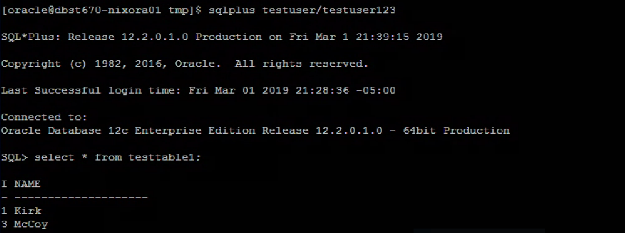 [oracle@dbst670-nixora01 tmp]$ sqlplus testuser/testuser123
SQL*Plus: Release 12.2.0.1.0 Production on Fri Mar 1 21:39:15 2019
Copyright (c) 1982, 2016, Oracle.  All rights reserved.
Last Successful login time: Fri Mar 01 2019 21:28:36 -05:00
Connected to:
Oracle Database 12c Enterprise Edition Release 12.2.0.1.0 - 64bit Production
SQL> select * from testtable1;
I NAME
- --------------------
1 Kirk
3 McCoy